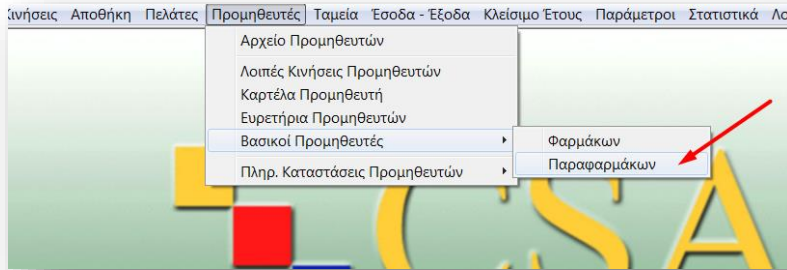 Κινήσεις Αποθήκη Πελάτες Προμηθευτές Ταμεία Έσοδα - Έξοδα Κλείσιμο Έτους Παράμετροι Στατιστικά
Αρχείο Προμηθευτών
Λοιπές Κινήσεις Προμηθευτών
Καρτέλα Προμηθευτή
Ευρετήρια Προμηθευτών
Βασικοί Προμηθευτές
Φαρμάκων
Παραφαρμάκων
Πληρ. Καταστάσεις Προμηθευτών
CSA